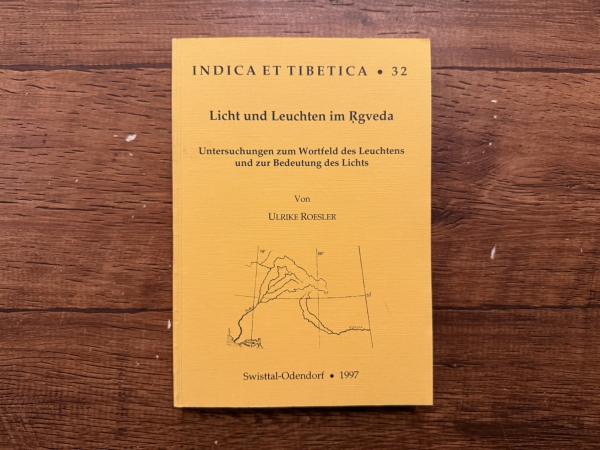 INDICA ET TIBETICA • 32
Licht und Leuchten im Ṛgveda
Untersuchungen zum Wortfeld des Leuchtens
und zur Bedeutung des Lichts
Von
ULRIKE ROESLER
Swisttal-Odendorf • 1997